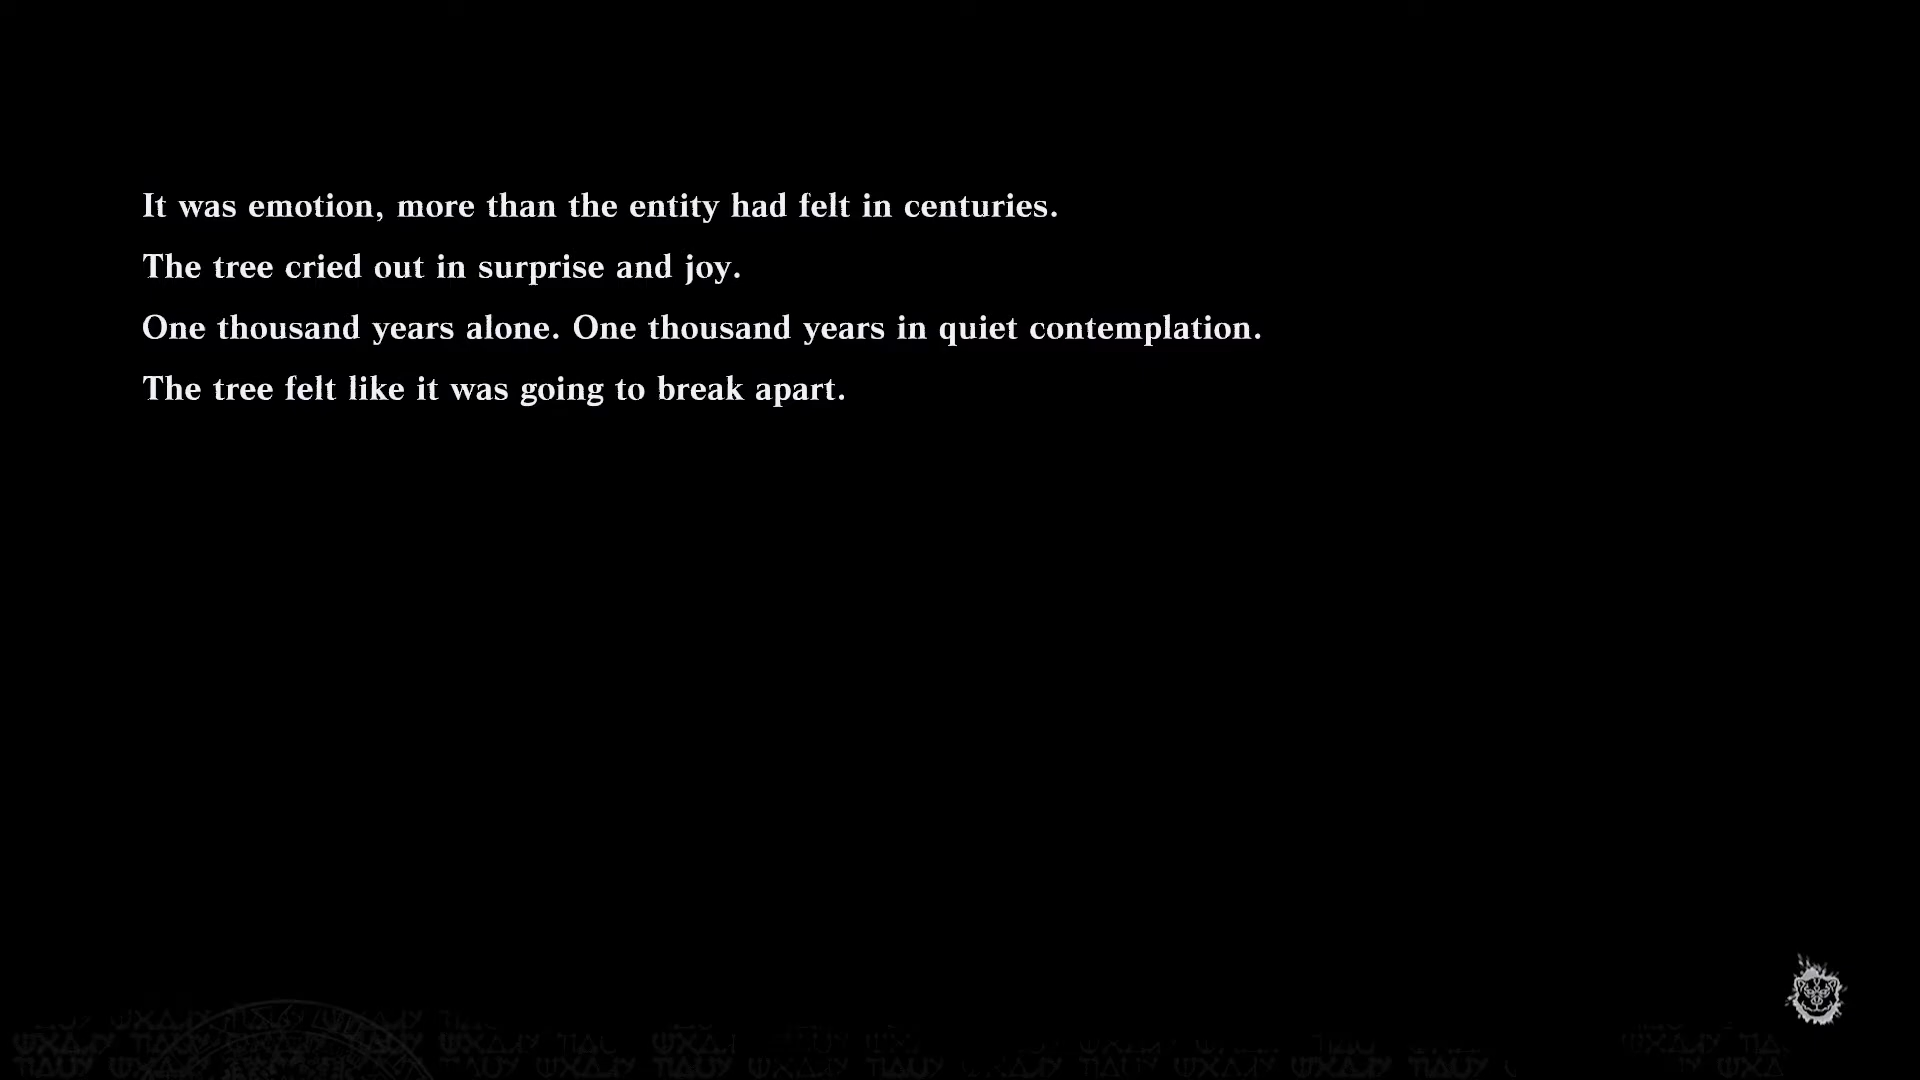 It was emotion, more than the entity had felt in centuries.
The tree cried out in surprise and joy.
One thousand years alone. One thousand years in quiet contemplation.
The tree felt like it was going to break apart.